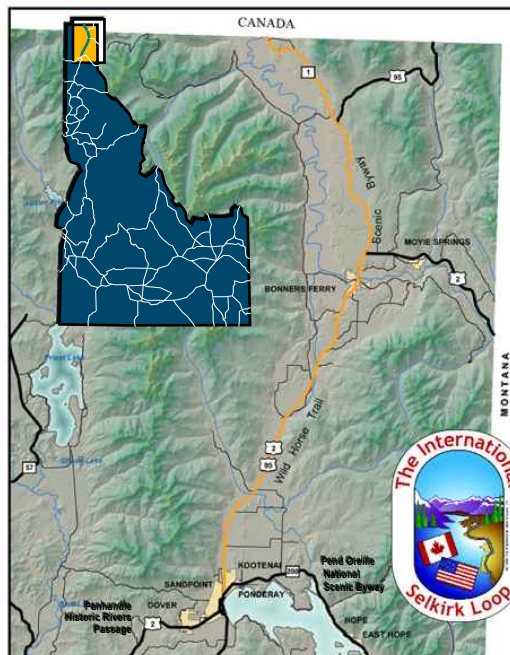 CANADA
1
95
Scenic Byway
MOYIE SPRINGS
2
BONNERS FERRY
MONTANA
57
2
95
Wild Horse Trail
The International
Selkirk Loop
KOOTENAI
200
Pend Oreille
National
Scenic Byway
SANDPOINT
PONDERAY
Panhandle
Historic Rivers
Passage
DOVER
2
HOPE
EAST HOPE